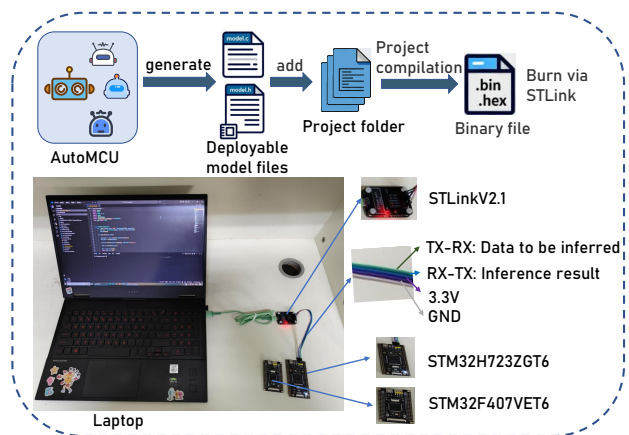 generate
model.c
model.h
add
Project
compilation
.bin
.hex
Burn via
STLink
AutoMCU
Deployable
model files
Project folder
Binary file
STLinkV2.1
TX-RX: Data to be inferred
RX-TX: Inference result
3.3V
GND
STM32H723ZGT6
STM32F407VET6
Laptop